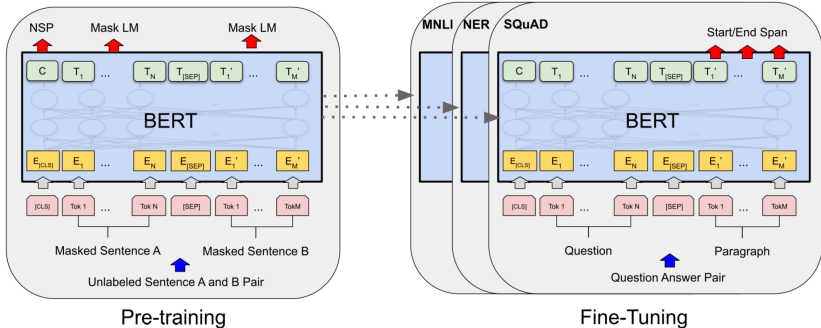 NSP Mask LM Mask LM
C T1 ... TN T[SEP] T1' ... TM'
BERT
E[CLS] E1 ... EN E[SEP] E1' ... EM'
[CLS] Tok 1 ... Tok N [SEP] Tok 1 ... TokM
Masked Sentence A Masked Sentence B
Unlabeled Sentence A and B Pair
Pre-training
MNLI NER SQuAD
Start/End Span
C T1 ... TN T[SEP] T1' ... TM'
BERT
E[CLS] E1 ... EN E[SEP] E1' ... EM'
[CLS] Tok 1 ... Tok N [SEP] Tok 1 ... TokM
Question Paragraph
Question Answer Pair
Fine-Tuning